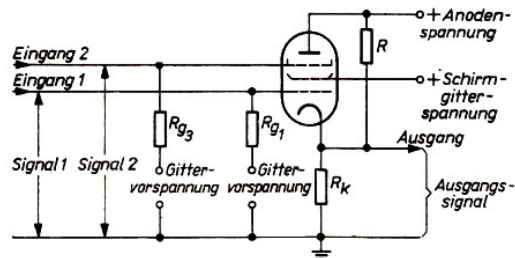 + Anoden-
spannung
R
Eingang 2
Eingang 1
+ Schirm-
gitter-
spannung
Rg3
Rg1
Ausgang
Signal 1
Signal 2
Gitter-
vorspannung
Gitter-
vorspannung
Rk
Ausgangs-
signal